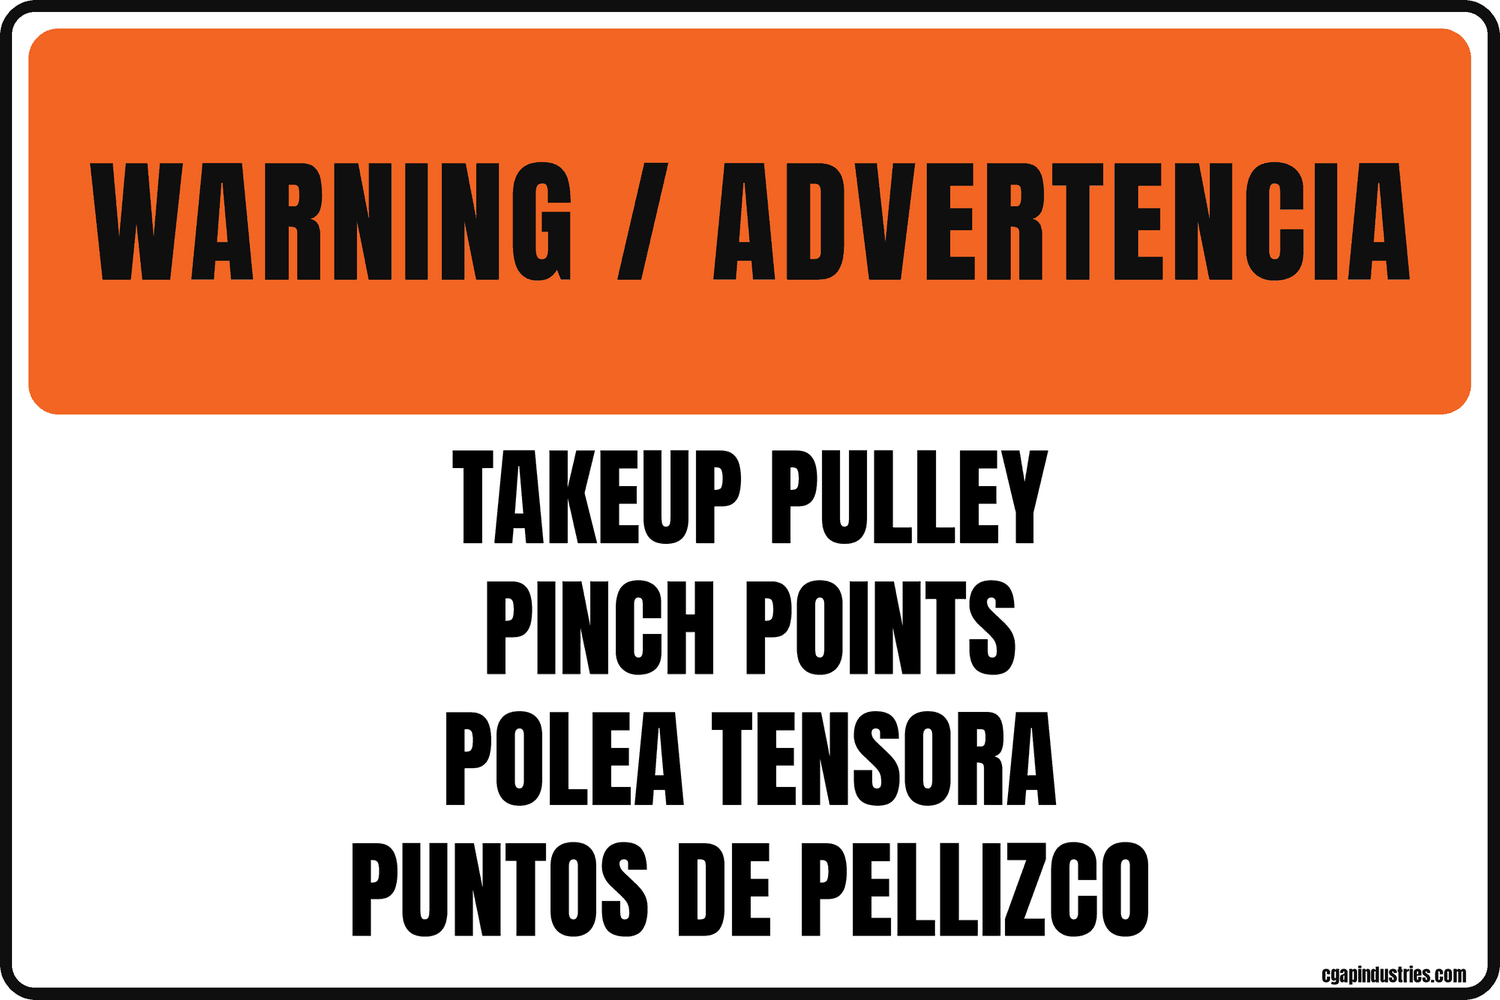 WARNING / ADVERTENCIA
TAKEUP PULLEY
PINCH POINTS
POLEA TENSORA
PUNTOS DE PELLIZCO
cgapindustries.com